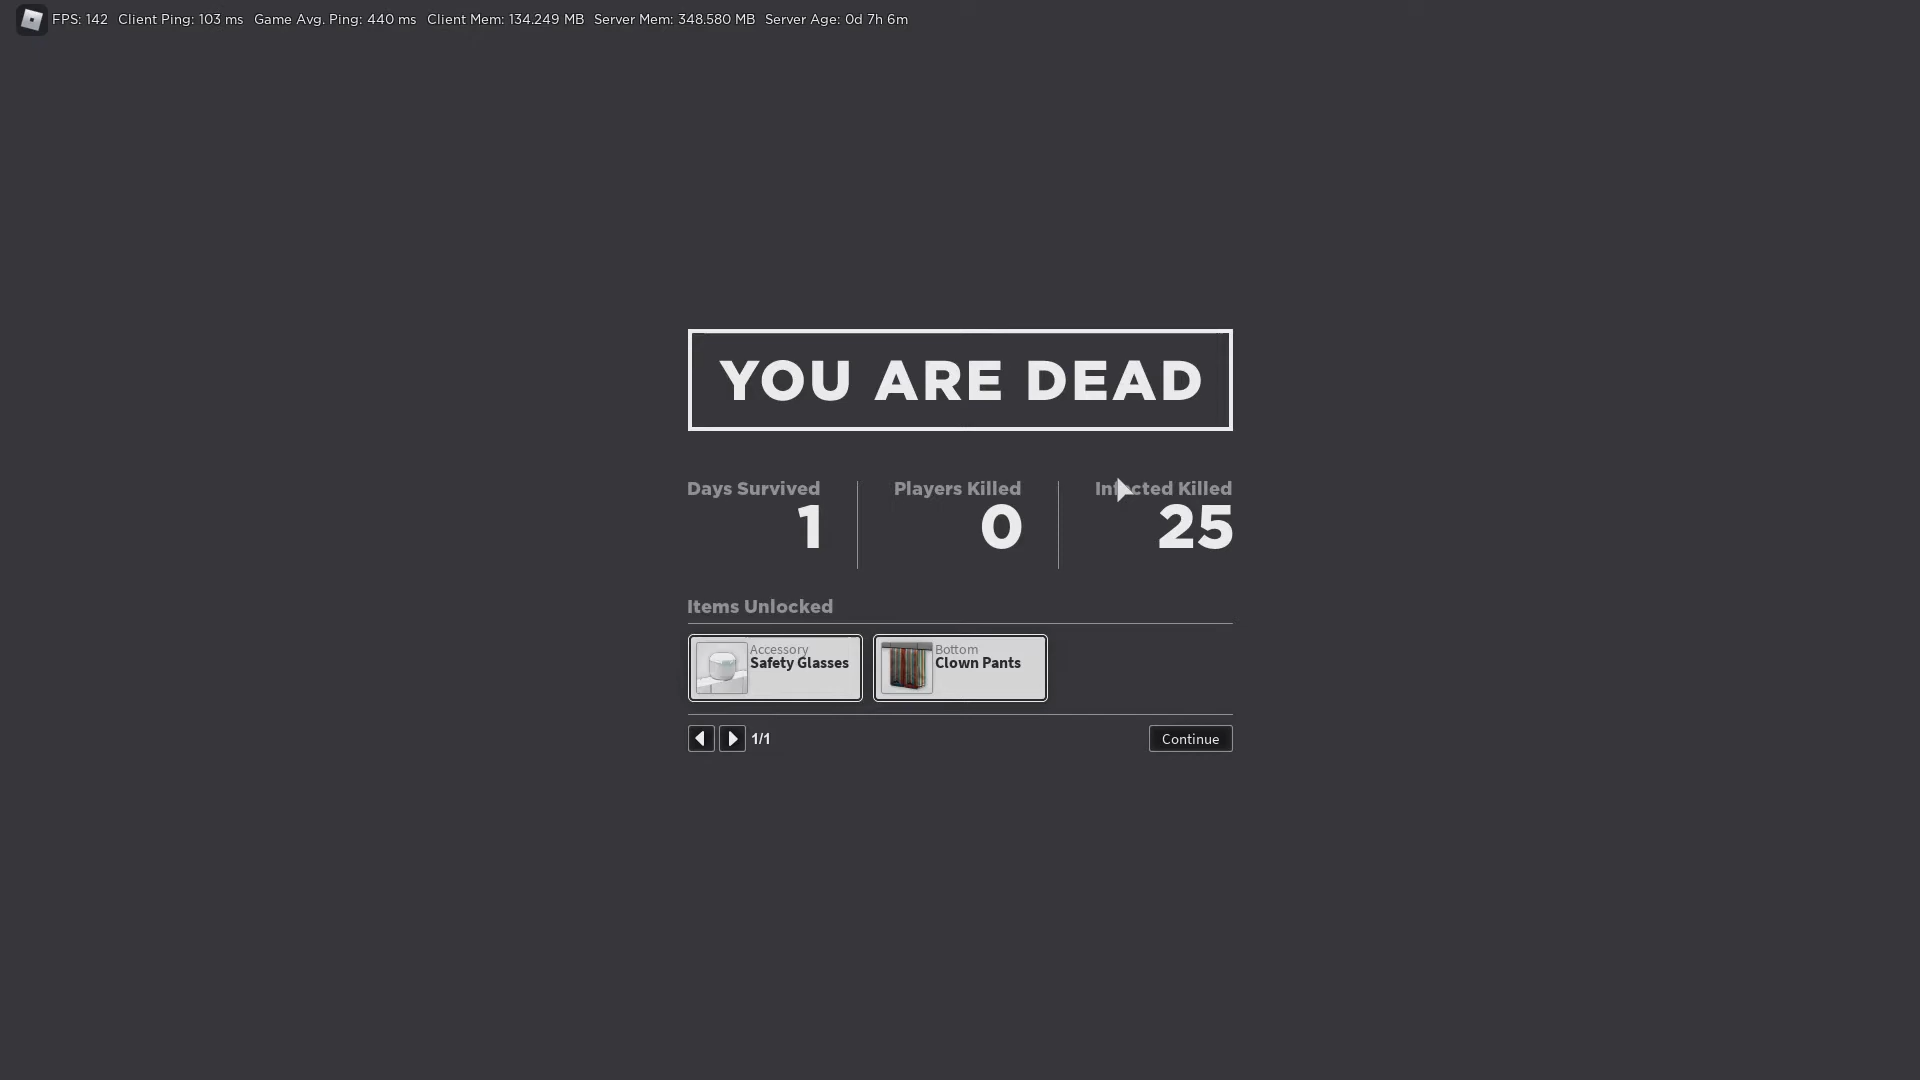 FPS: 142 Client Ping: 103 ms Game Avg. Ping: 440 ms Client Mem: 134.249 MB Server Mem: 348.580 MB Server Age: 0d 7h 6m
YOU ARE DEAD
Days Survived
1
Players Killed
0
Infected Killed
25
Items Unlocked
Accessory
Safety Glasses
Bottom
Clown Pants
1/1
Continue